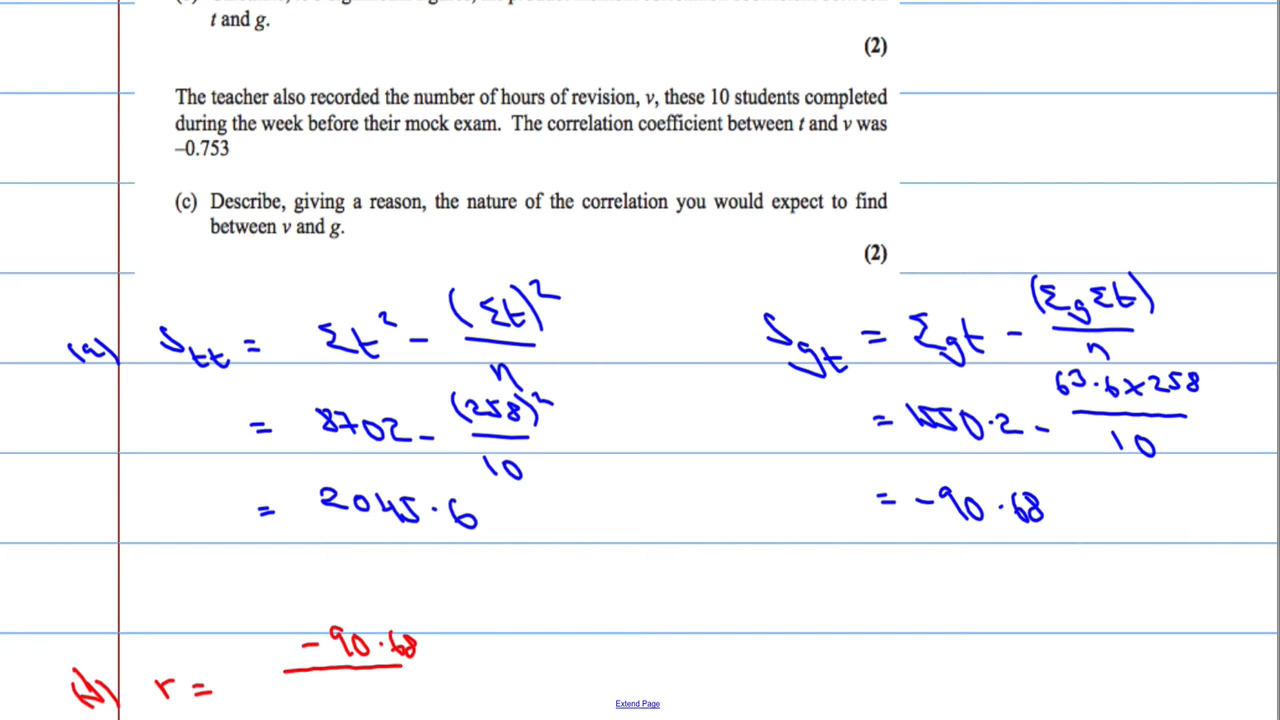 t and g.
(2)
The teacher also recorded the number of hours of revision, v, these 10 students completed
during the week before their mock exam. The correlation coefficient between t and v was
–0.753
(c) Describe, giving a reason, the nature of the correlation you would expect to find
between v and g.
(2)
(a) Stt = Σt² − (Σt)²/n
= 8702 − (258)²/10
= 2045.6
Sgt = Σgt − (ΣgΣt)/n
= 1550.2 − 63.6×258/10
= −90.68
(b) r = −90.68
Extend Page